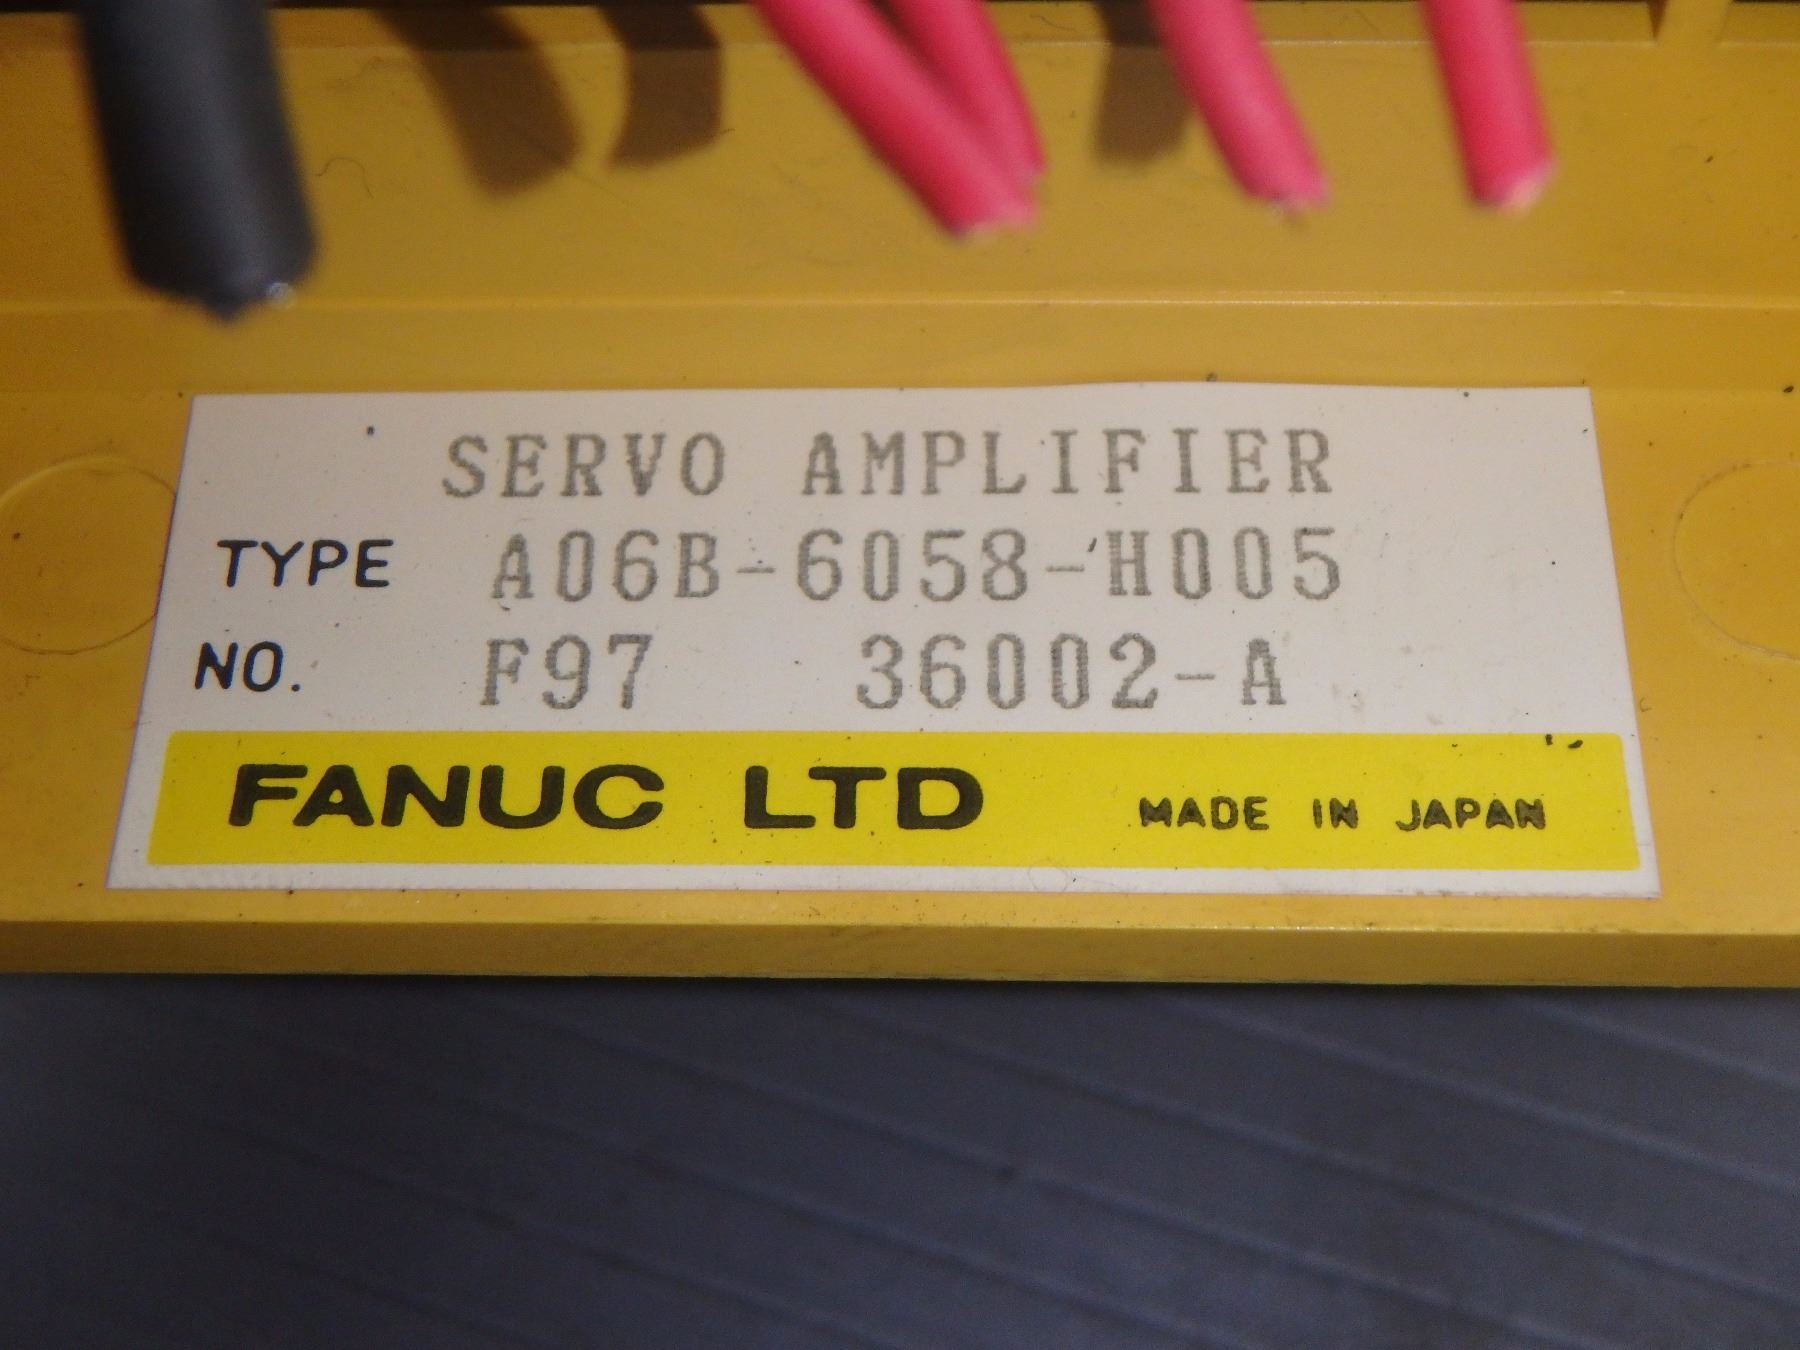 SERVO AMPLIFIER
TYPE A06B-6058-H005
NO. F97 36002-A
FANUC LTD MADE IN JAPAN